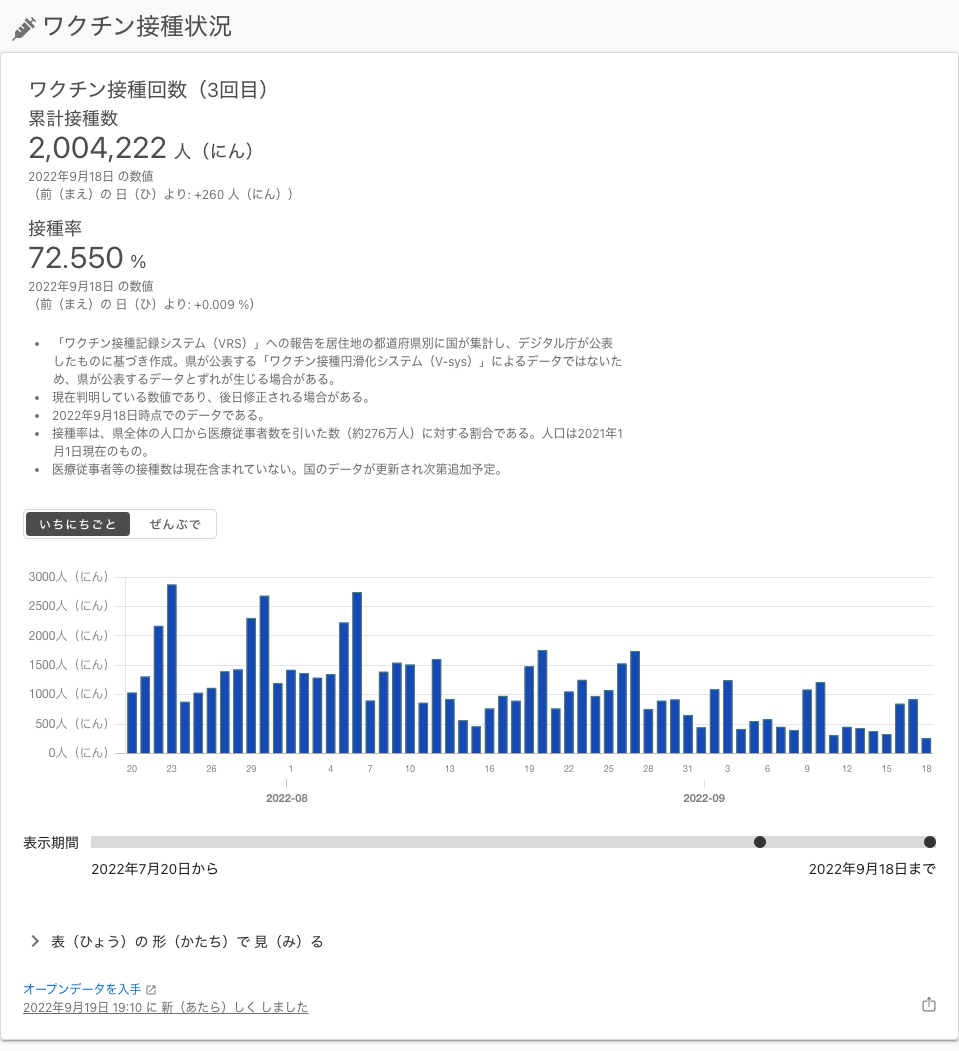 ワクチン接種状況
ワクチン接種回数（3回目）
累計接種数
2,004,222 人（にん）
2022年9月18日 の数値
（前（まえ）の 日（ひ）より: +260 人（にん））
接種率
72.550 %
2022年9月18日 の数値
（前（まえ）の 日（ひ）より: +0.009 %）
• 「ワクチン接種記録システム（VRS）」への報告を居住地の都道府県別に国が集計し、デジタル庁が公表
したものに基づき作成。県が公表する「ワクチン接種円滑化システム（V-sys）」によるデータではないた
め、県が公表するデータとずれが生じる場合がある。
• 現在判明している数値であり、後日修正される場合がある。
• 2022年9月18日時点でのデータである。
• 接種率は、県全体の人口から医療従事者数を引いた数（約276万人）に対する割合である。人口は2021年1
月1日現在のもの。
• 医療従事者等の接種数は現在含まれていない。国のデータが更新され次第追加予定。
いちにちごと ぜんぶで
3000人（にん）
2500人（にん）
2000人（にん）
1500人（にん）
1000人（にん）
500人（にん）
0人（にん）
20 23 26 29 1 4 7 10 13 16 19 22 25 28 31 3 6 9 12 15 18
2022-08 2022-09
表示期間
2022年7月20日から 2022年9月18日まで
表（ひょう）の 形（かたち）で 見（み）る
オープンデータを入手
2022年9月19日 19:10 に 新（あたら）しく しました